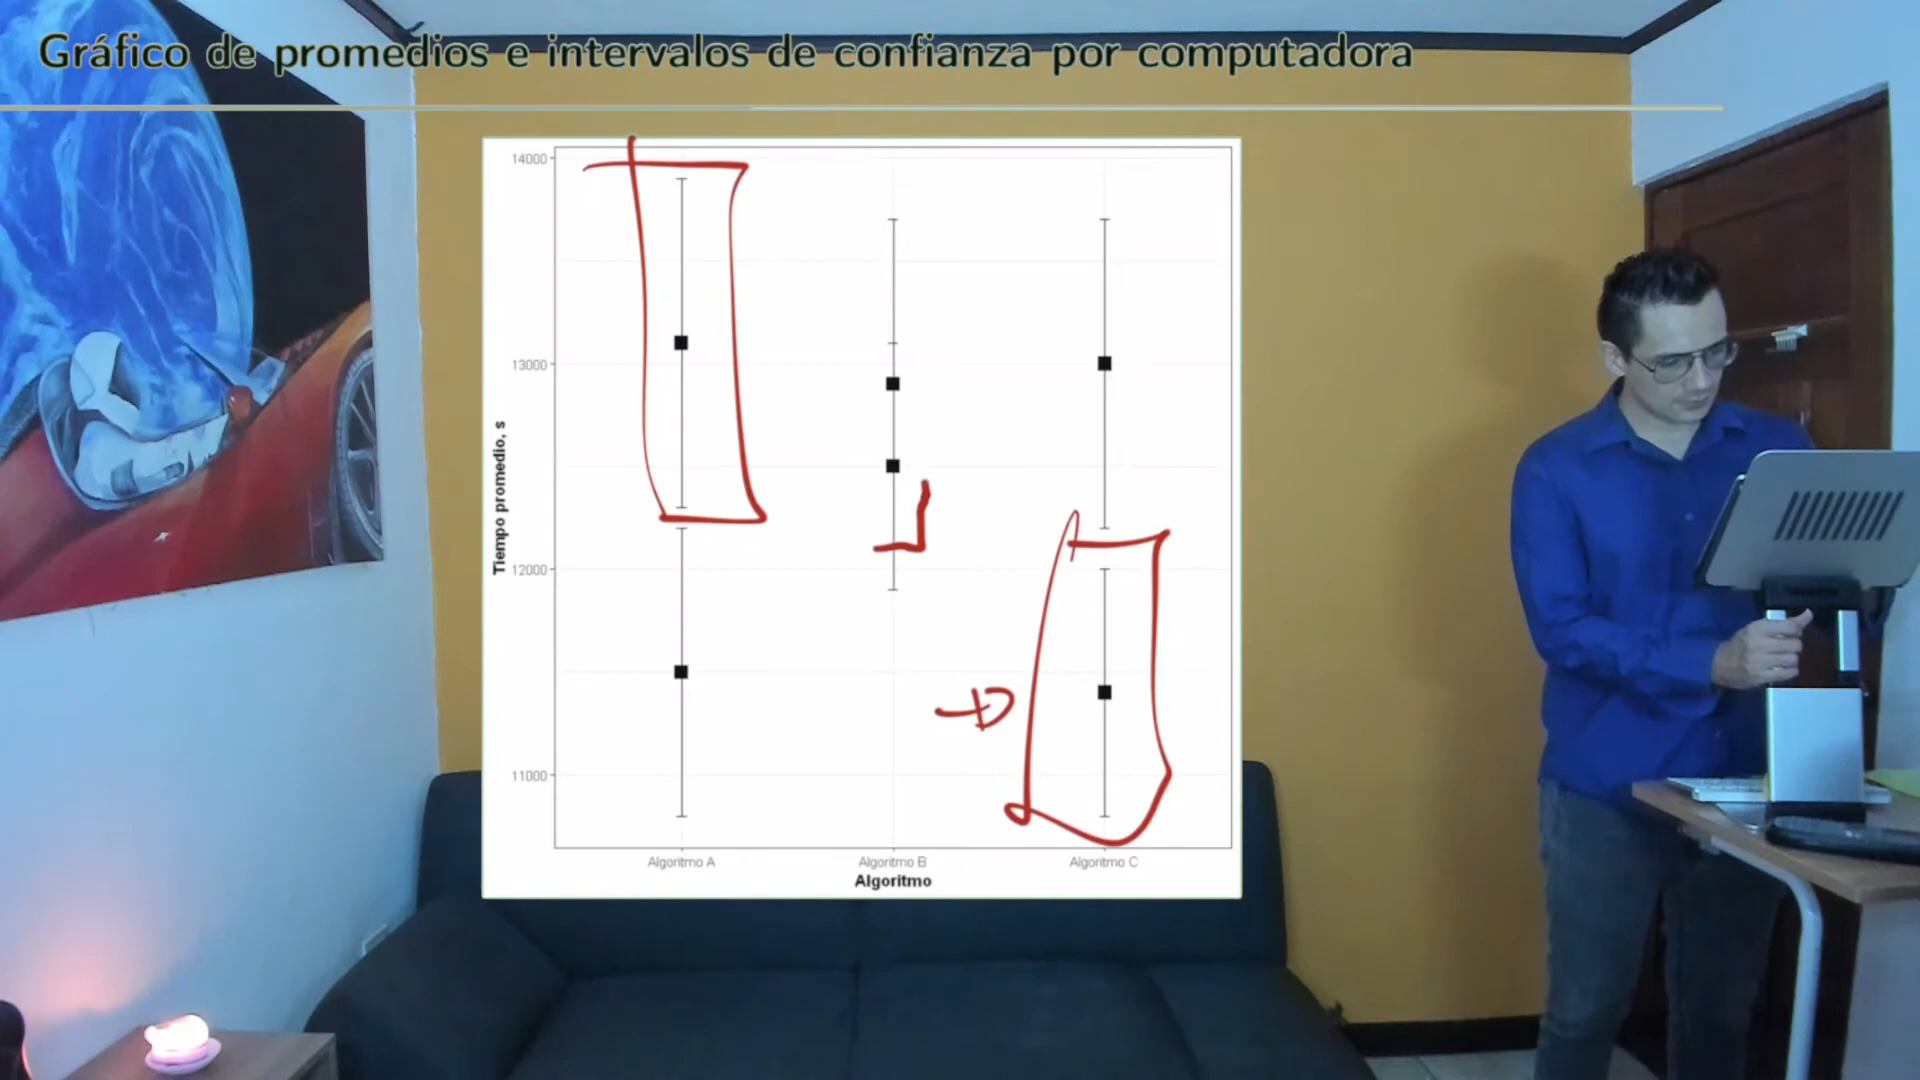 Gráfico de promedios e intervalos de confianza por computadora
14000
13000
12000
11000
Tiempo promedio, s
Algoritmo A
Algoritmo B
Algoritmo C
Algoritmo